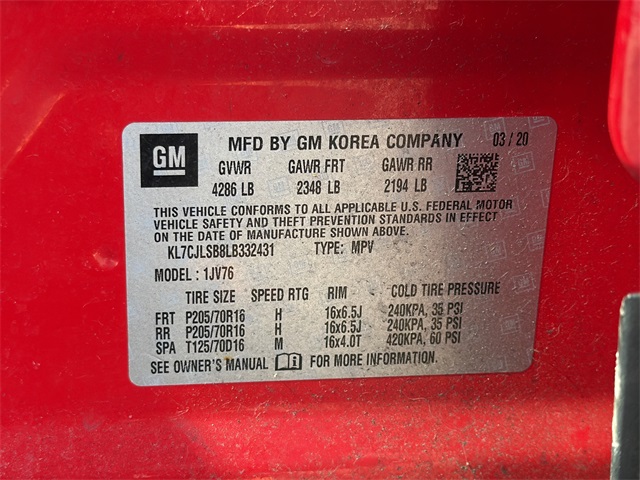 GM
MFD BY GM KOREA COMPANY 03 / 20
GVWR GAWR FRT GAWR RR
4286 LB 2348 LB 2194 LB
THIS VEHICLE CONFORMS TO ALL APPLICABLE U.S. FEDERAL MOTOR
VEHICLE SAFETY AND THEFT PREVENTION STANDARDS IN EFFECT
ON THE DATE OF MANUFACTURE SHOWN ABOVE.
KL7CJLSB8LB332431 TYPE: MPV
MODEL : 1JV76
TIRE SIZE SPEED RTG RIM COLD TIRE PRESSURE
FRT P205/70R16 H 16x6.5J 240KPA, 35 PSI
RR P205/70R16 H 16x6.5J 240KPA, 35 PSI
SPA T125/70D16 M 16x4.0T 420KPA, 60 PSI
SEE OWNER'S MANUAL FOR MORE INFORMATION.